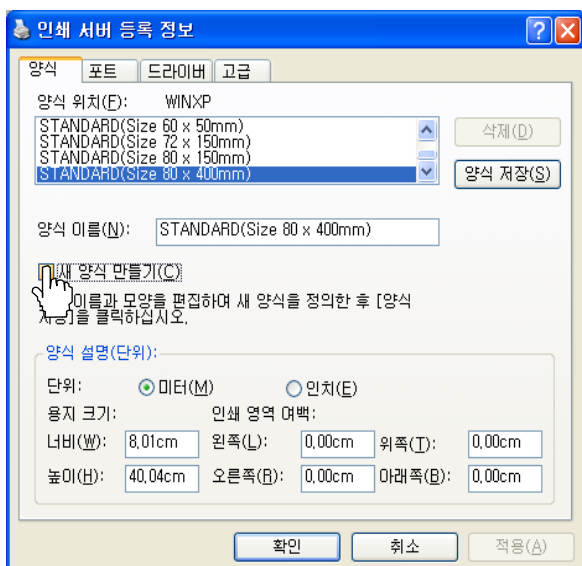 인쇄 서버 등록 정보
양식 포트 드라이버 고급
양식 위치(F): WINXP
STANDARD(Size 60 x 50mm)
STANDARD(Size 72 x 150mm)
STANDARD(Size 80 x 150mm)
STANDARD(Size 80 x 400mm)
삭제(D)
양식 저장(S)
양식 이름(N): STANDARD(Size 80 x 400mm)
새 양식 만들기(C)
이름과 모양을 편집하여 새 양식을 정의한 후 [양식
클릭하십시오.
양식 설명(단위):
단위: 미터(M) 인치(E)
용지 크기: 인쇄 영역 여백:
너비(W): 8,01cm 왼쪽(L): 0,00cm 위쪽(T): 0,00cm
높이(H): 40,04cm 오른쪽(R): 0,00cm 아래쪽(B): 0,00cm
확인 취소 적용(A)